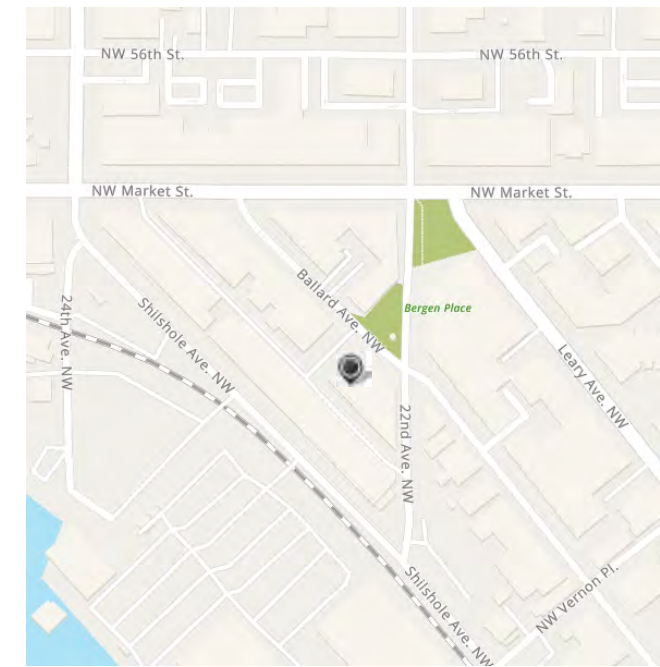 NW 56th St.
NW 56th St.
NW Market St.
NW Market St.
Ballard Ave. NW
Bergen Place
24th Ave. NW
Shilshole Ave. NW
Leary Ave. NW
22nd Ave. NW
Shilshole Ave. NW
NW Vernon Pl.